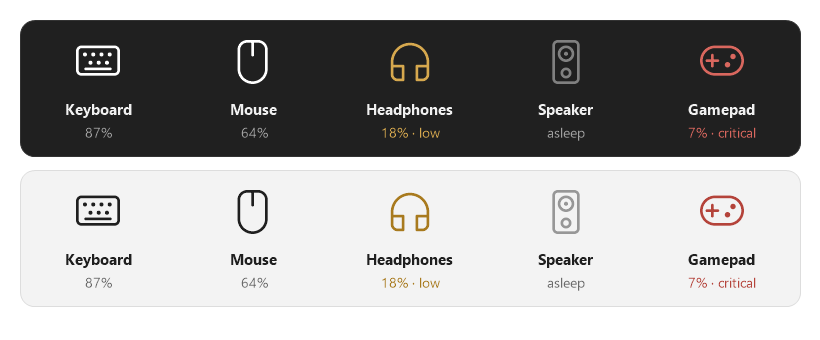 Keyboard Mouse Headphones Speaker Gamepad
87% 64% 18% · low asleep 7% · critical
Keyboard Mouse Headphones Speaker Gamepad
87% 64% 18% · low asleep 7% · critical